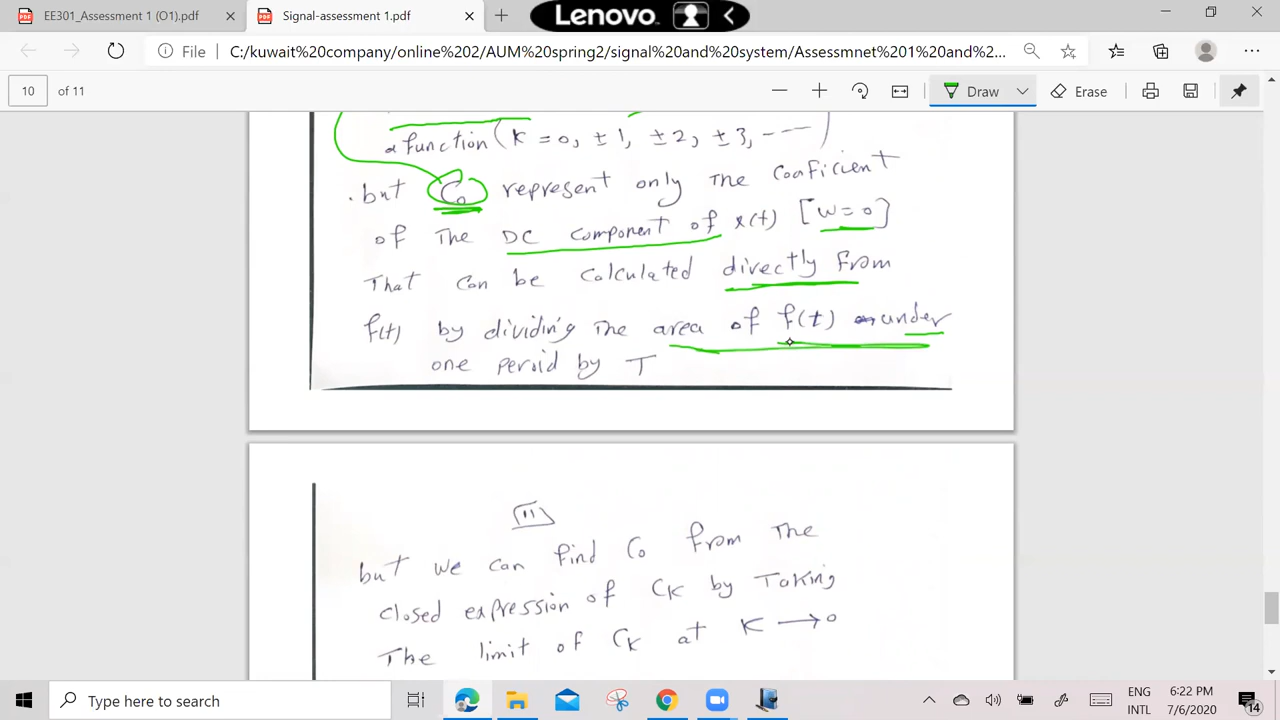 EE301_Assessment 1 (O1).pdf
Signal-assessment 1.pdf
Lenovo
File
C:/kuwait%20company/online%202/AUM%20spring2/signal%20and%20system/Assessmnet%201%20and%2...
10 of 11
Draw
Erase
a function (K = 0, ±1, ±2, ±3, ----)
. but C0 represent only The Coaficient
of The DC Component of x(t) [W=0]
That can be Calculated directly from
f(t) by dividing The area of f(t) under
one period by T
11
but we can find C0 from The
closed expression of CK by Taking
The limit of CK at K → 0
Type here to search
ENG
INTL
6:22 PM
7/6/2020
14